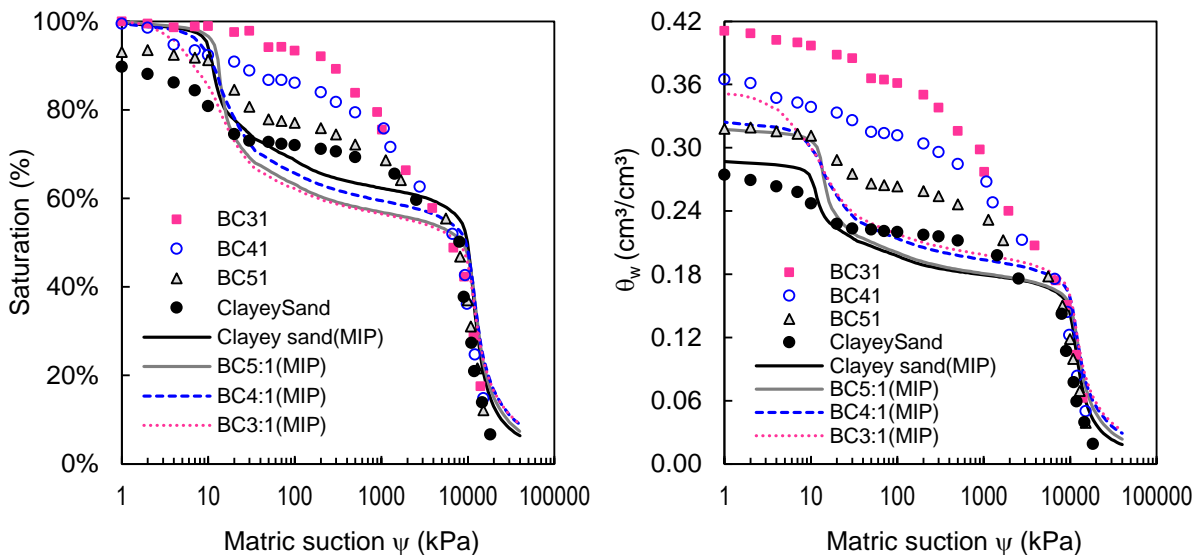 100%
80%
60%
40%
20%
0%
Saturation (%)
BC31
BC41
BC51
ClayeySand
Clayey sand(MIP)
BC5:1(MIP)
BC4:1(MIP)
BC3:1(MIP)
1 10 100 1000 10000 100000
Matric suction ψ (kPa)
0.42
0.36
0.30
0.24
0.18
0.12
0.06
0.00
θw (cm³/cm³)
BC31
BC41
BC51
ClayeySand
Clayey sand(MIP)
BC5:1(MIP)
BC4:1(MIP)
BC3:1(MIP)
1 10 100 1000 10000 100000
Matric suction ψ (kPa)